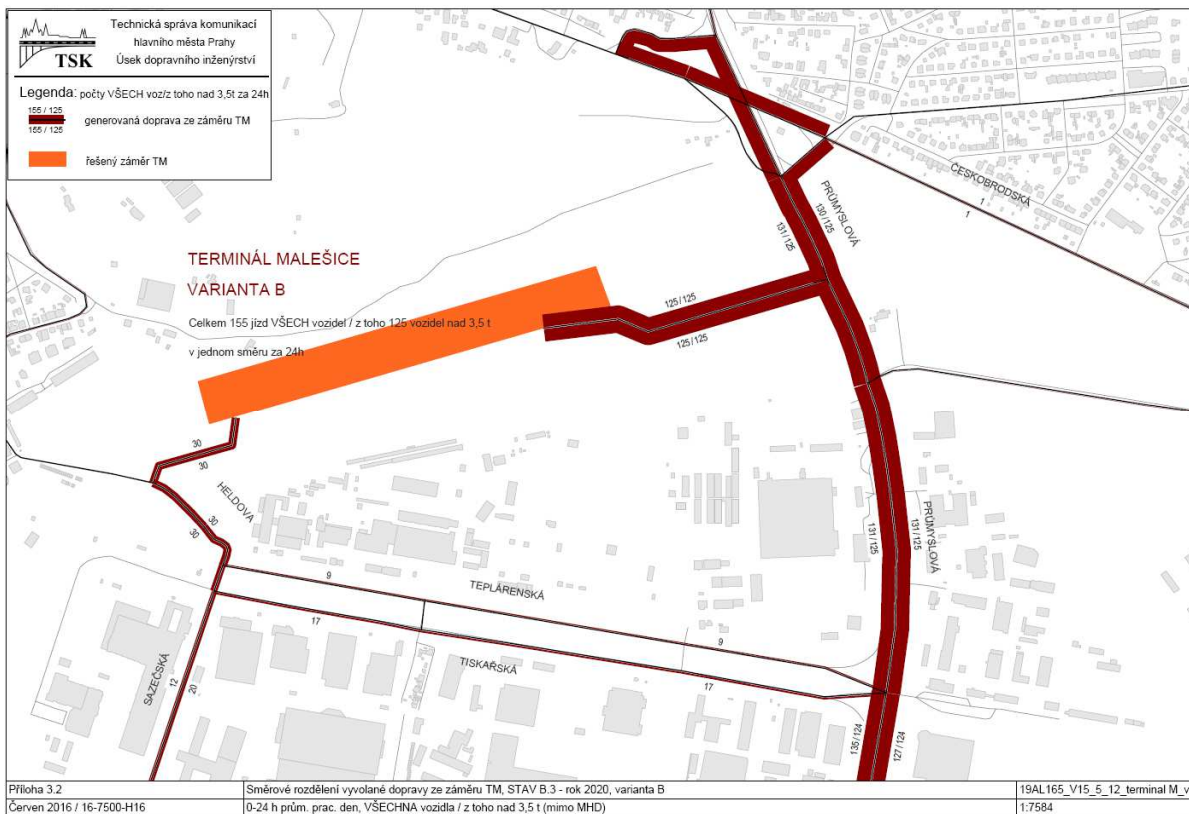 Technická správa komunikací
hlavního města Prahy
Úsek dopravního inženýrství
TSK
Legenda: počty VŠECH voz/z toho nad 3,5t za 24h
155 / 125
155 / 125
generovaná doprava ze záměru TM
řešený záměr TM
TERMINÁL MALEŠICE
VARIANTA B
Celkem 155 jízd VŠECH vozidel / z toho 125 vozidel nad 3,5 t
v jednom směru za 24h
ČESKOBRODSKÁ
1
1
PRŮMYSLOVÁ
130/125
131/125
125/125
125/125
30
30
HELDOVA
30
30
PRŮMYSLOVÁ
131/125
131/125
9
TEPLÁRENSKÁ
9
17
TISKAŘSKÁ
17
SAZEČSKÁ
12
20
135/124
127/124
Příloha 3.2
Směrové rozdělení vyvolané dopravy ze záměru TM, STAV B.3 - rok 2020, varianta B
19AL165_V15_5_12_terminal M_v
Červen 2016 / 16-7500-H16
0-24 h prům. prac. den, VŠECHNA vozidla / z toho nad 3,5 t (mimo MHD)
1:7584